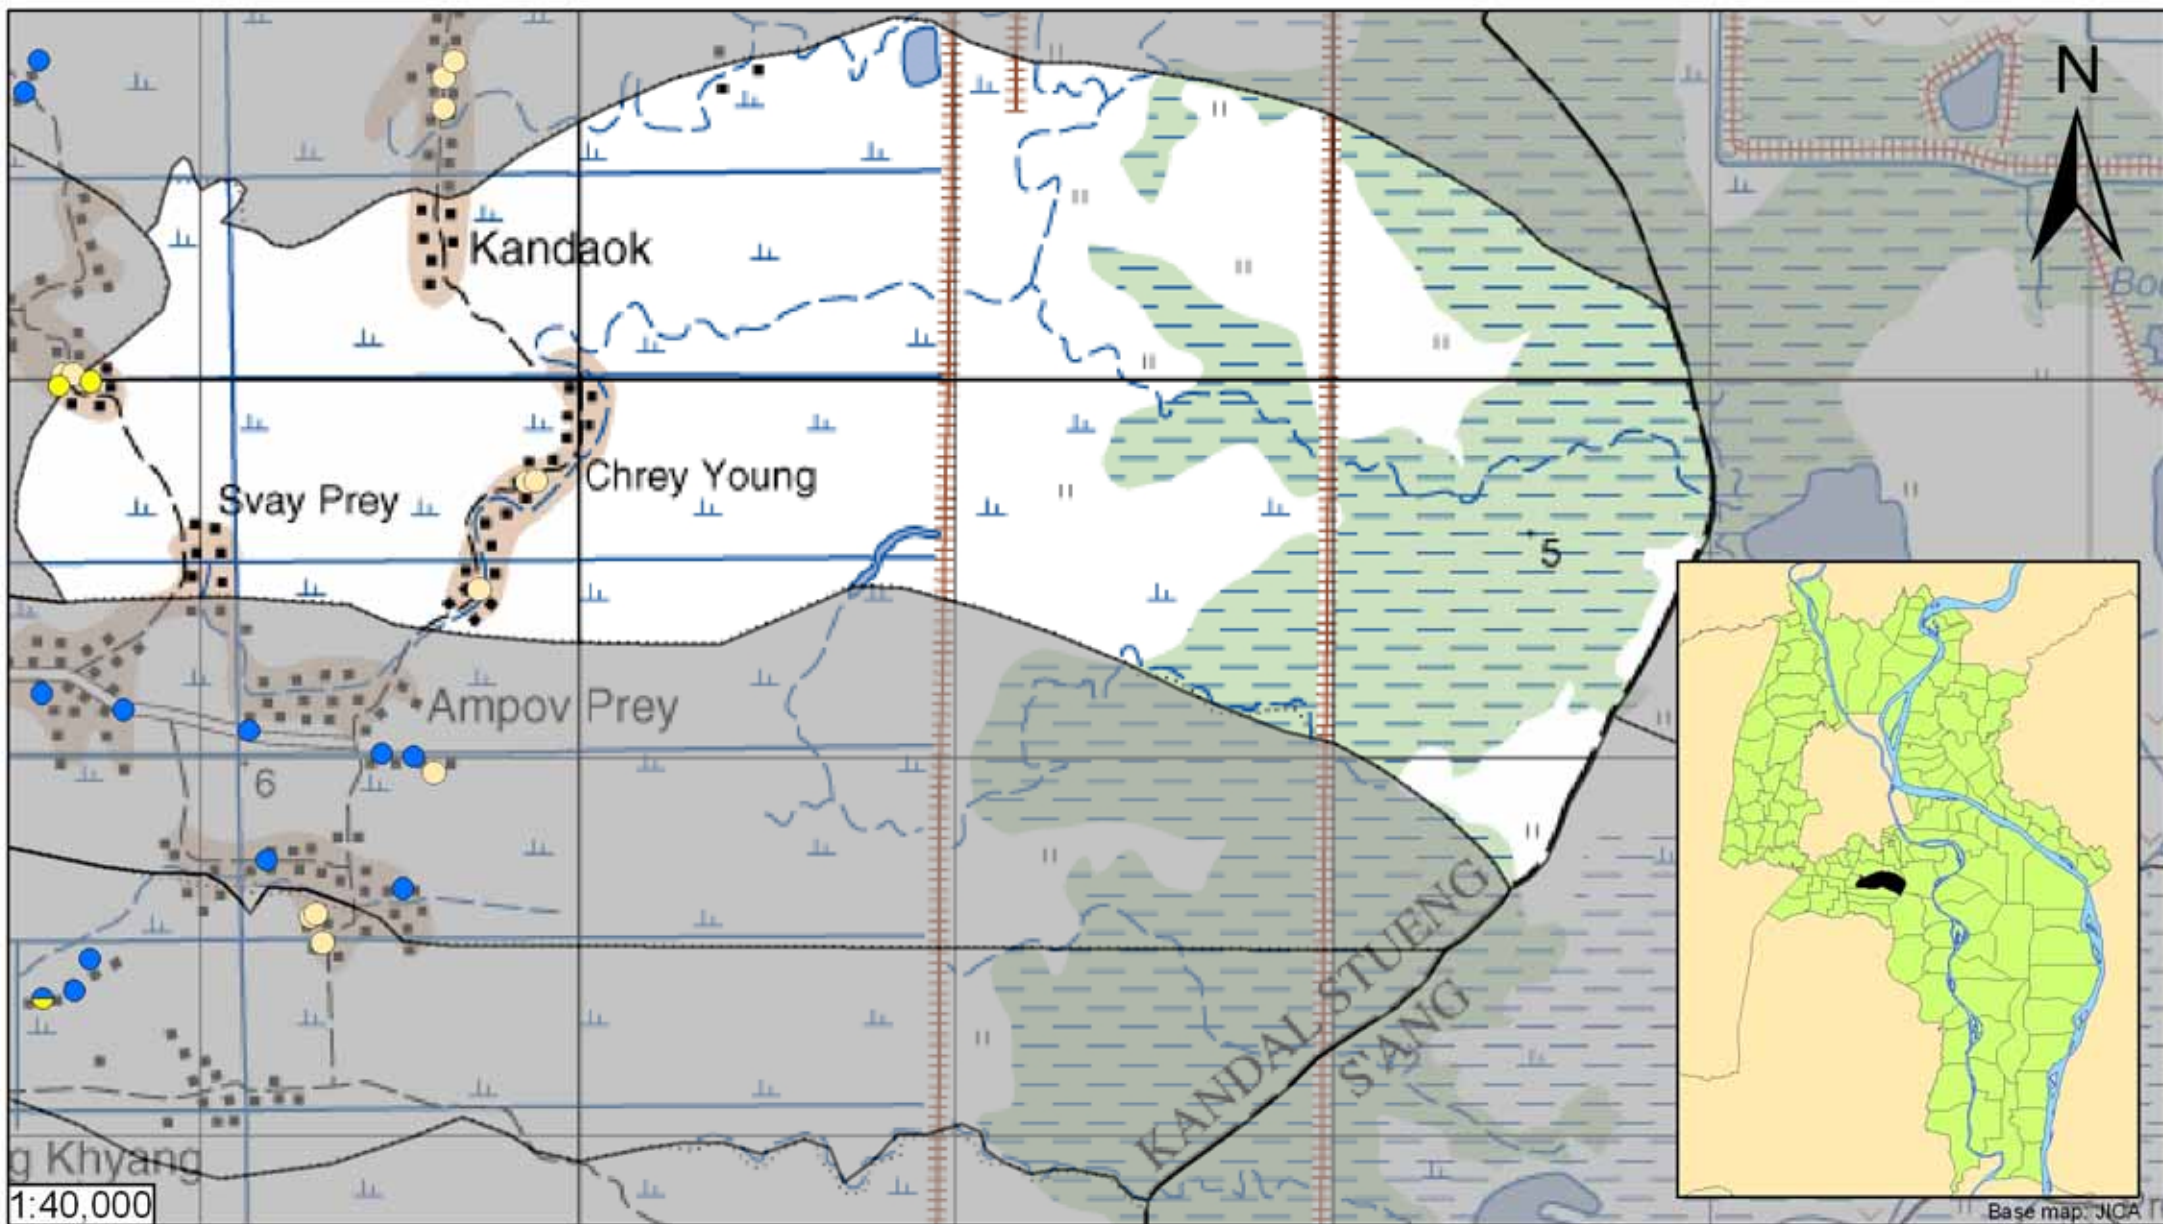 N
Kandaok
Svay Prey
Chrey Young
5
Ampov Prey
6
KANDAL STUENG
S'ANG
g Khyang
1:40,000
Base map: JICA